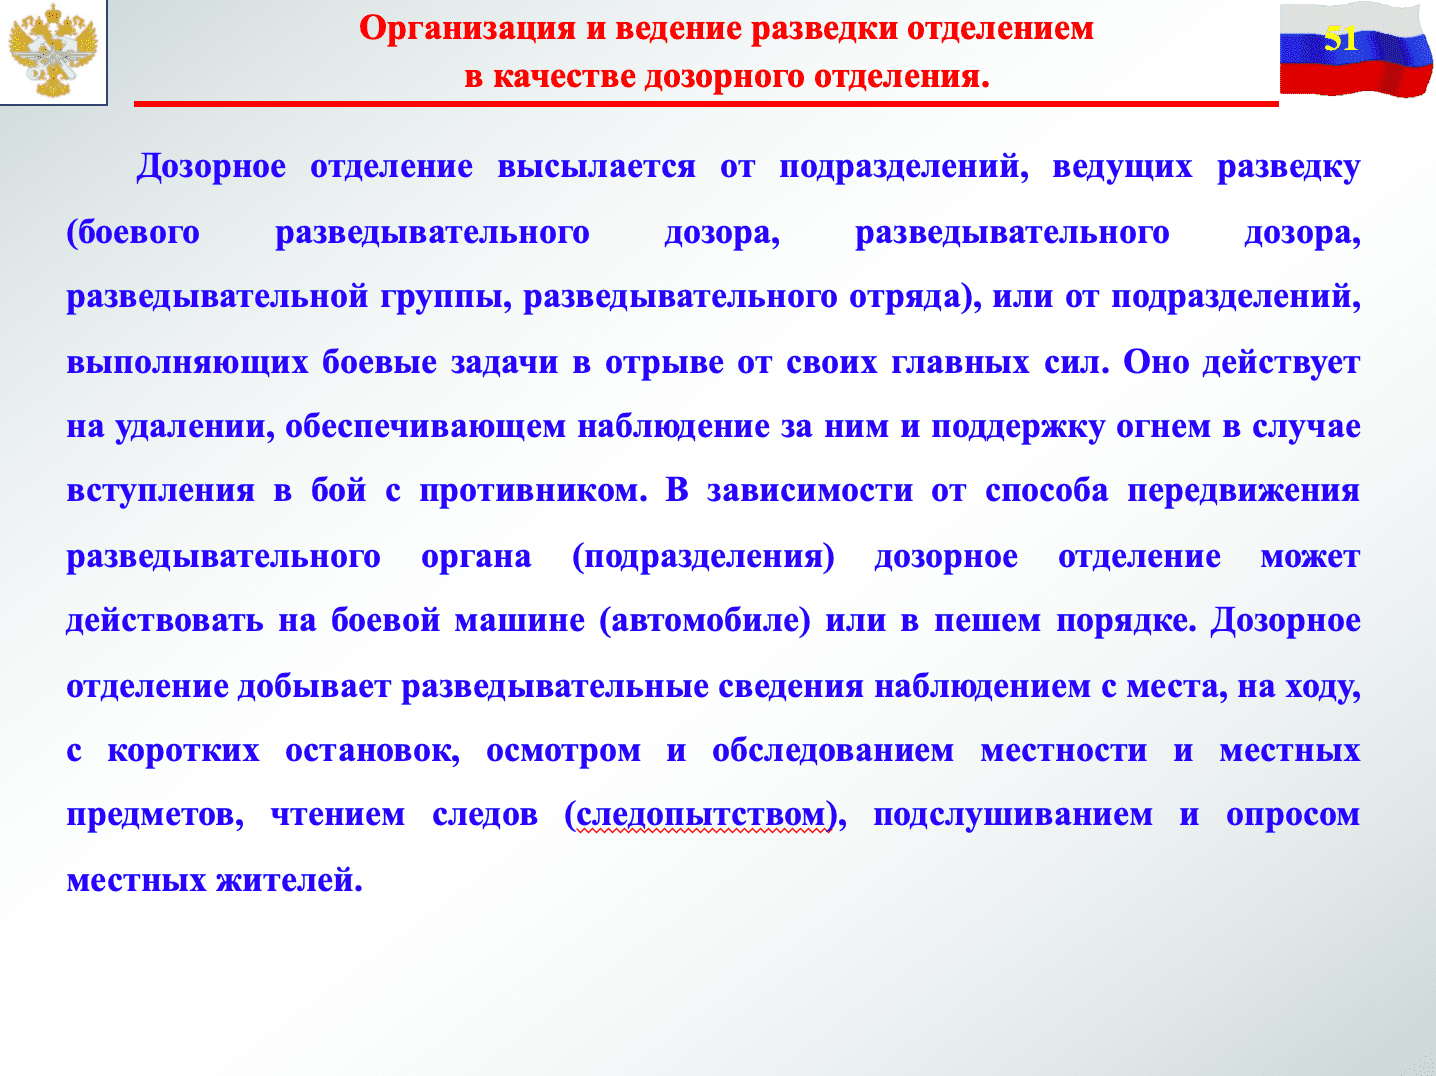 Организация и ведение разведки отделением
в качестве дозорного отделения.
51
Дозорное отделение высылается от подразделений, ведущих разведку
(боевого разведывательного дозора, разведывательного дозора,
разведывательной группы, разведывательного отряда), или от подразделений,
выполняющих боевые задачи в отрыве от своих главных сил. Оно действует
на удалении, обеспечивающем наблюдение за ним и поддержку огнем в случае
вступления в бой с противником. В зависимости от способа передвижения
разведывательного органа (подразделения) дозорное отделение может
действовать на боевой машине (автомобиле) или в пешем порядке. Дозорное
отделение добывает разведывательные сведения наблюдением с места, на ходу,
с коротких остановок, осмотром и обследованием местности и местных
предметов, чтением следов (следопытством), подслушиванием и опросом
местных жителей.